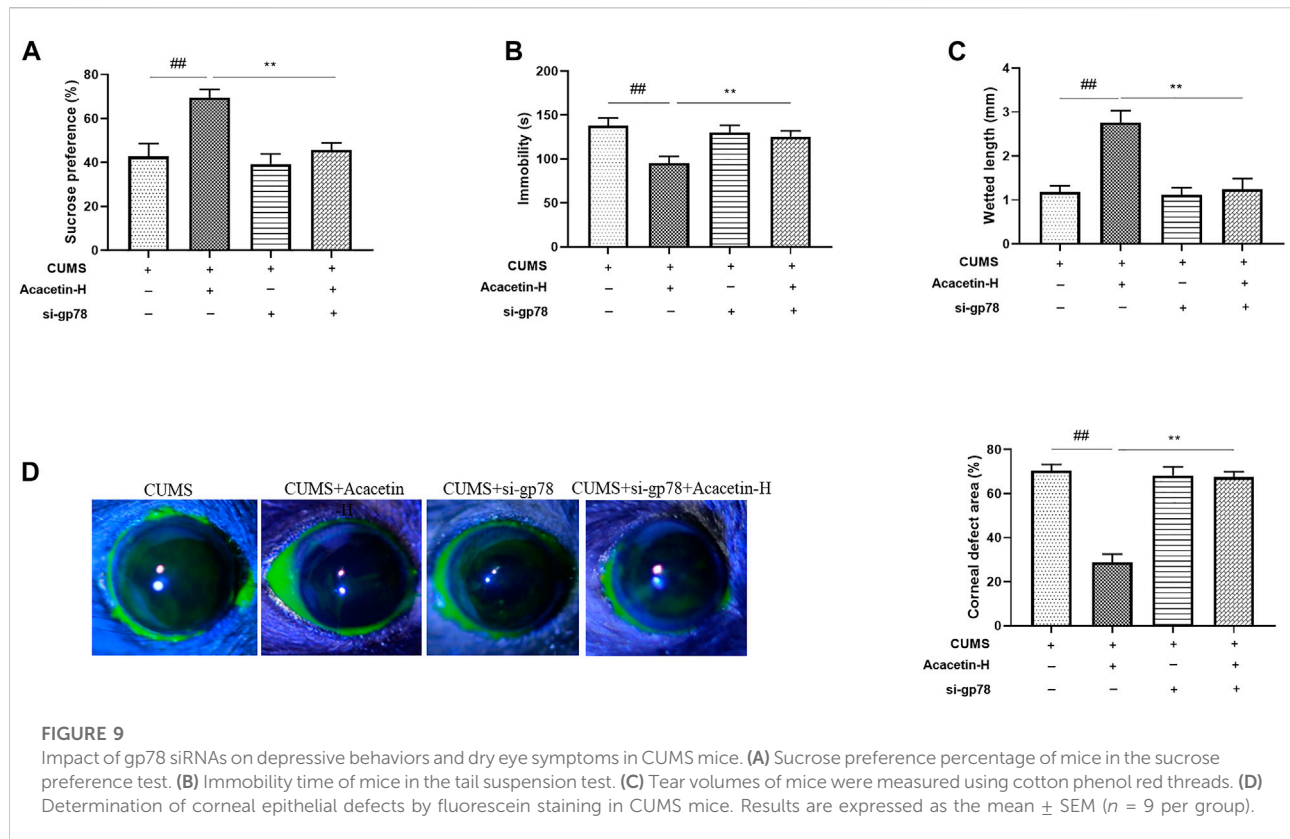 A
Sucrose preference (%)
80
60
40
20
0
##
**
CUMS + + + +
Acacetin-H – + – +
si-gp78 – – + +
B
Immobility (s)
200
150
100
50
0
##
**
CUMS + + + +
Acacetin-H – + – +
si-gp78 – – + +
C
Wetted length (mm)
4
3
2
1
0
##
**
CUMS + + + +
Acacetin-H – + – +
si-gp78 – – + +
D
CUMS
CUMS+Acacetin
-H
CUMS+si-gp78
CUMS+si-gp78+Acacetin-H
Corneal defect area (%)
80
60
40
20
0
##
**
CUMS + + + +
Acacetin-H – + – +
si-gp78 – – + +
FIGURE 9
Impact of gp78 siRNAs on depressive behaviors and dry eye symptoms in CUMS mice. (A) Sucrose preference percentage of mice in the sucrose
preference test. (B) Immobility time of mice in the tail suspension test. (C) Tear volumes of mice were measured using cotton phenol red threads. (D)
Determination of corneal epithelial defects by fluorescein staining in CUMS mice. Results are expressed as the mean ± SEM (n = 9 per group).